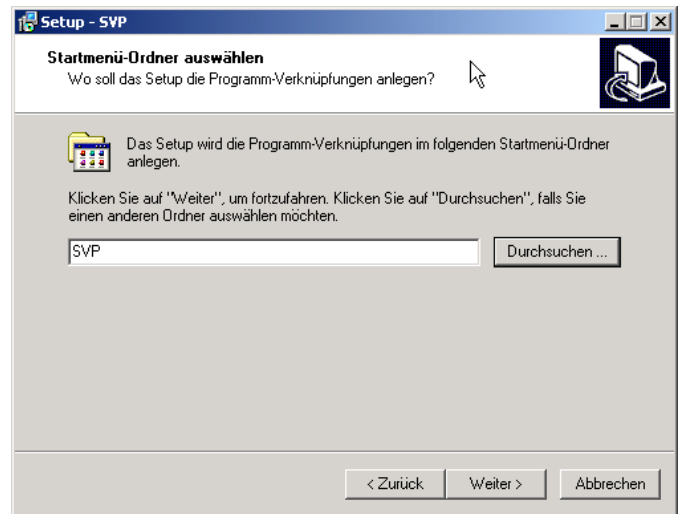 Setup - SVP
Startmenü-Ordner auswählen
Wo soll das Setup die Programm-Verknüpfungen anlegen?
Das Setup wird die Programm-Verknüpfungen im folgenden Startmenü-Ordner
anlegen.
Klicken Sie auf "Weiter", um fortzufahren. Klicken Sie auf "Durchsuchen", falls Sie
einen anderen Ordner auswählen möchten.
SVP
Durchsuchen ...
< Zurück
Weiter >
Abbrechen